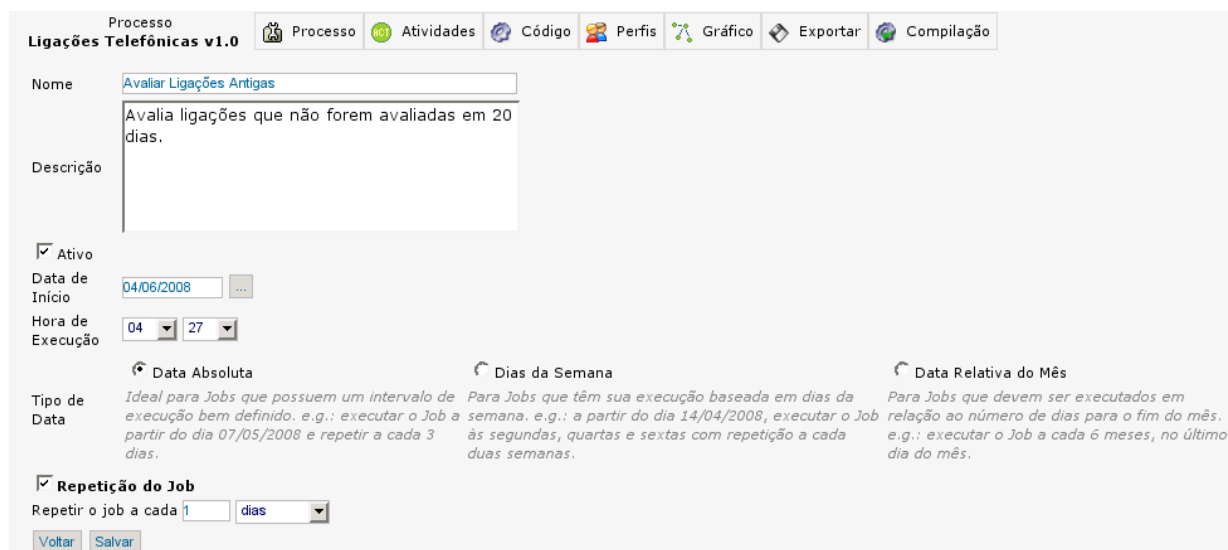 Processo
Ligações Telefônicas v1.0
Processo
ACT
Atividades
Código
Perfis
Gráfico
Exportar
Compilação
Nome
Avaliar Ligações Antigas
Descrição
Avalia ligações que não forem avaliadas em 20
dias.
Ativo
Data de
Início
04/06/2008
...
Hora de
Execução
04
27
Tipo de
Data
Data Absoluta
Ideal para Jobs que possuem um intervalo de
execução bem definido. e.g.: executar o Job a
partir do dia 07/05/2008 e repetir a cada 3
dias.
Dias da Semana
Para Jobs que têm sua execução baseada em dias da
semana. e.g.: a partir do dia 14/04/2008, executar o Job
às segundas, quartas e sextas com repetição a cada
duas semanas.
Data Relativa do Mês
Para Jobs que devem ser executados em
relação ao número de dias para o fim do mês.
e.g.: executar o Job a cada 6 meses, no último
dia do mês.
Repetição do Job
Repetir o job a cada 1 dias
Voltar
Salvar